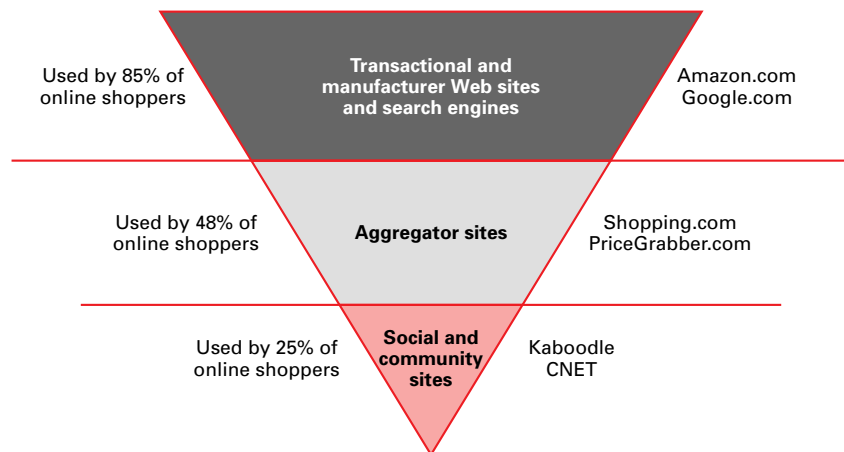 Used by 85% of
online shoppers
Transactional and
manufacturer Web sites
and search engines
Amazon.com
Google.com
Used by 48% of
online shoppers
Aggregator sites
Shopping.com
PriceGrabber.com
Used by 25% of
online shoppers
Social and
community
sites
Kaboodle
CNET